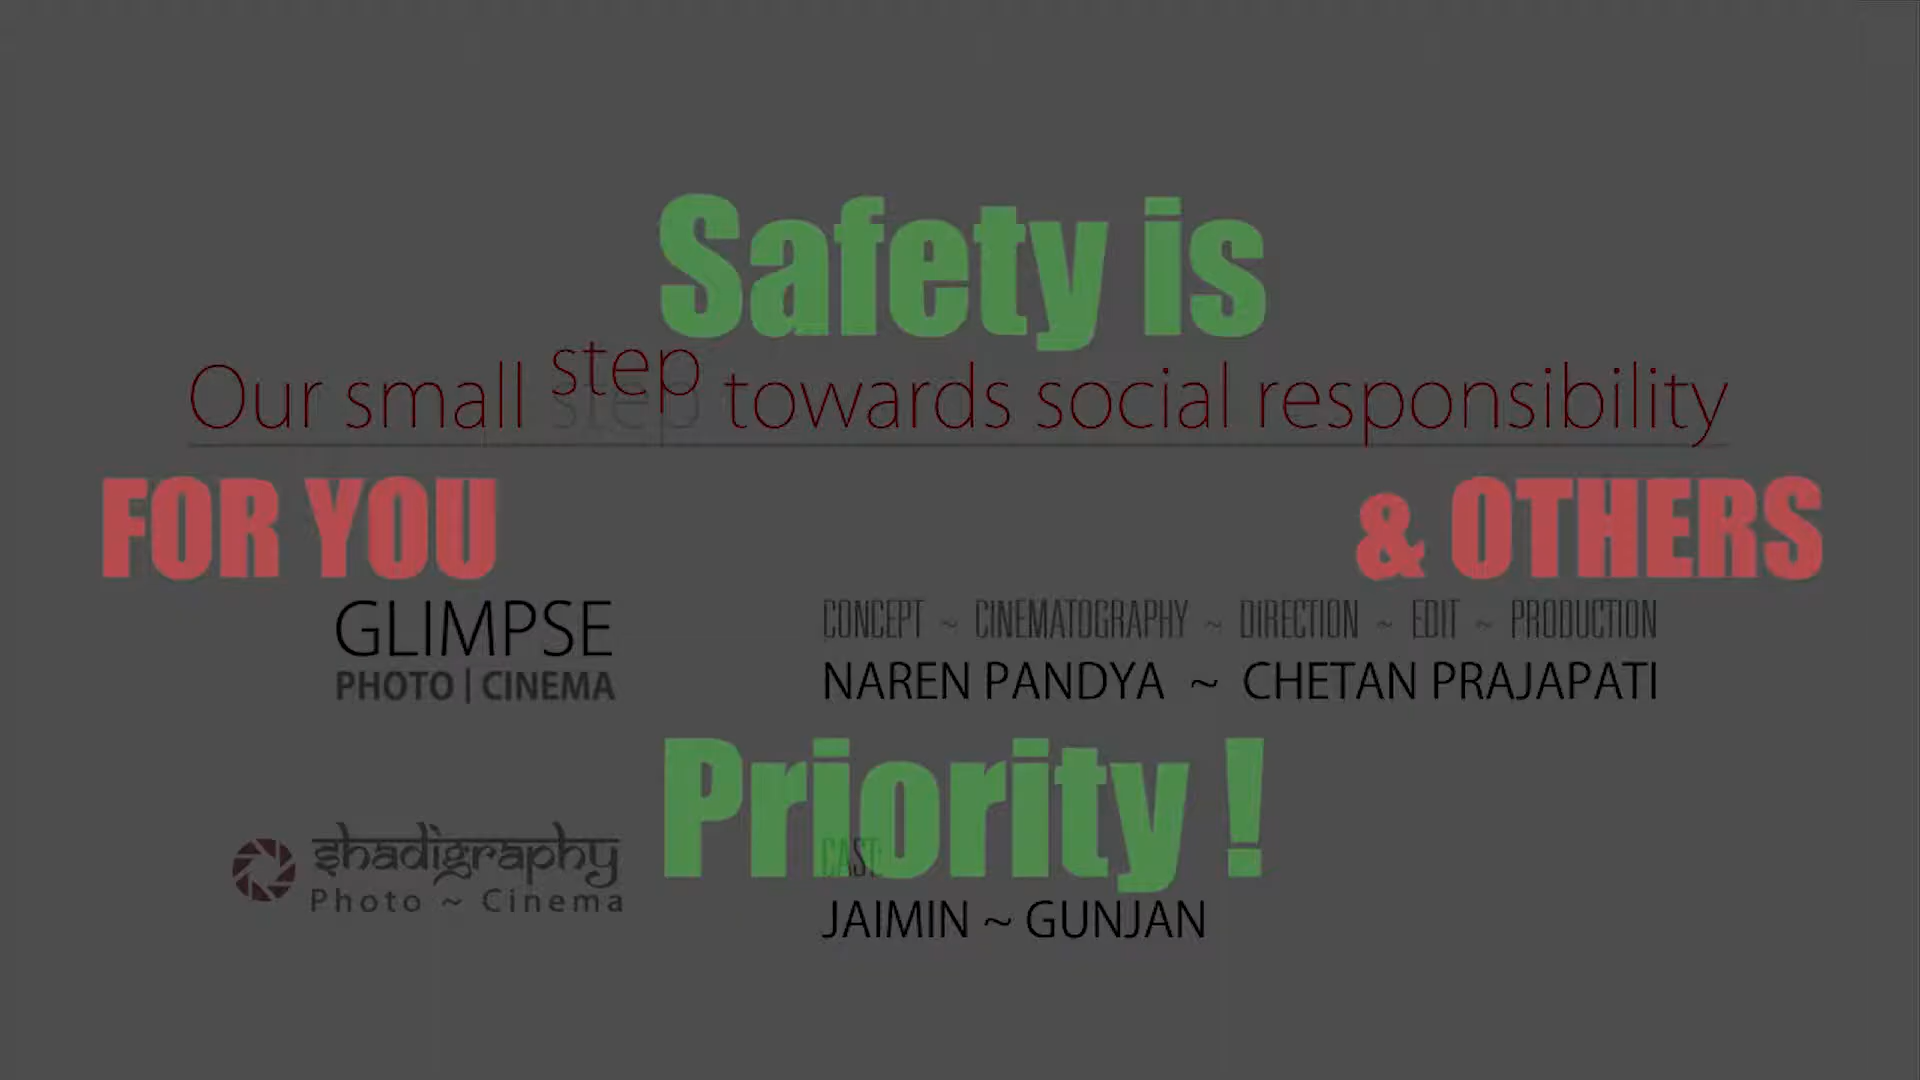 Safety is
Our small step towards social responsibility
FOR YOU & OTHERS
GLIMPSE
PHOTO | CINEMA
CONCEPT ~ CINEMATOGRAPHY ~ DIRECTION ~ EDIT ~ PRODUCTION
NAREN PANDYA ~ CHETAN PRAJAPATI
Priority !
shadigraphy
Photo ~ Cinema
CAST:
JAIMIN ~ GUNJAN